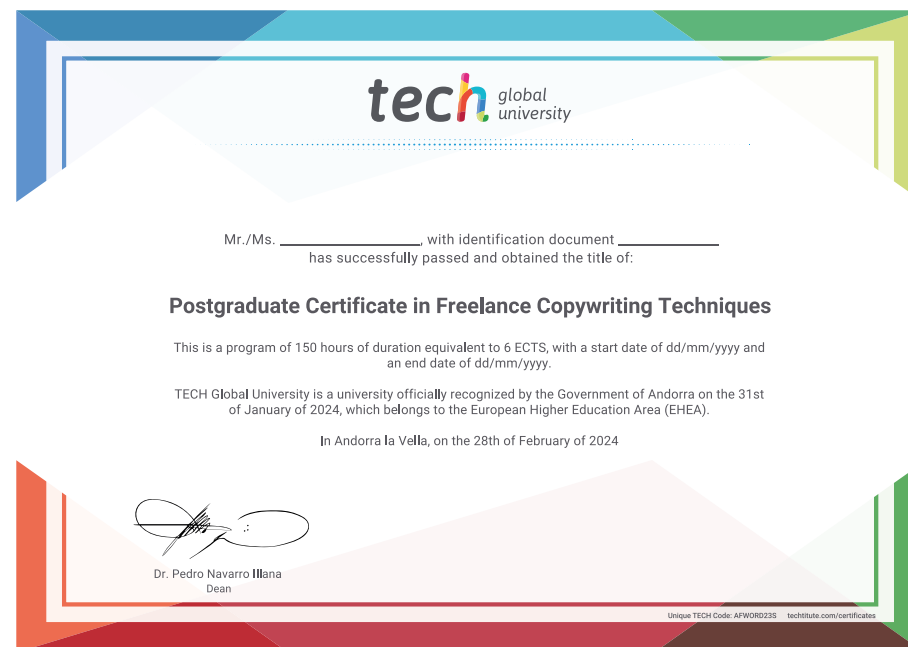 tech global
university
Mr./Ms. ____________________, with identification document ______________
has successfully passed and obtained the title of:
Postgraduate Certificate in Freelance Copywriting Techniques
This is a program of 150 hours of duration equivalent to 6 ECTS, with a start date of dd/mm/yyyy and
an end date of dd/mm/yyyy.
TECH Global University is a university officially recognized by the Government of Andorra on the 31st
of January of 2024, which belongs to the European Higher Education Area (EHEA).
In Andorra la Vella, on the 28th of February of 2024
Dr. Pedro Navarro Illana
Dean
Unique TECH Code: AFWORD23S techtitute.com/certificates